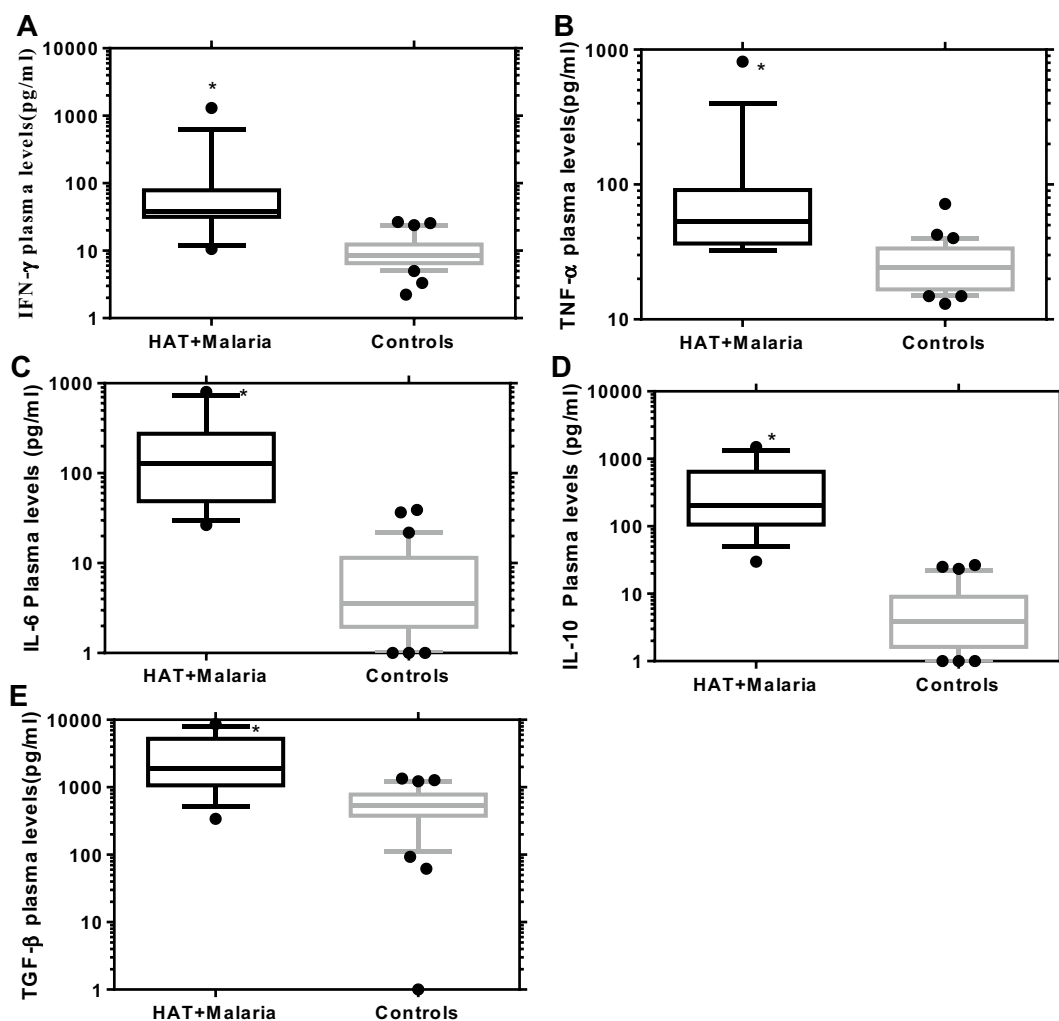 A
IFN-γ plasma levels(pg/ml)
10000
1000
100
10
1
*
HAT+Malaria Controls
B
TNF-α plasma levels(pg/ml)
1000
100
10
*
HAT+Malaria Controls
C
IL-6 Plasma levels (pg/ml)
1000
100
10
1
*
HAT+Malaria Controls
D
IL-10 Plasma levels (pg/ml)
10000
1000
100
10
1
*
HAT+Malaria Controls
E
TGF-β plasma levels(pg/ml)
10000
1000
100
10
1
*
HAT+Malaria Controls